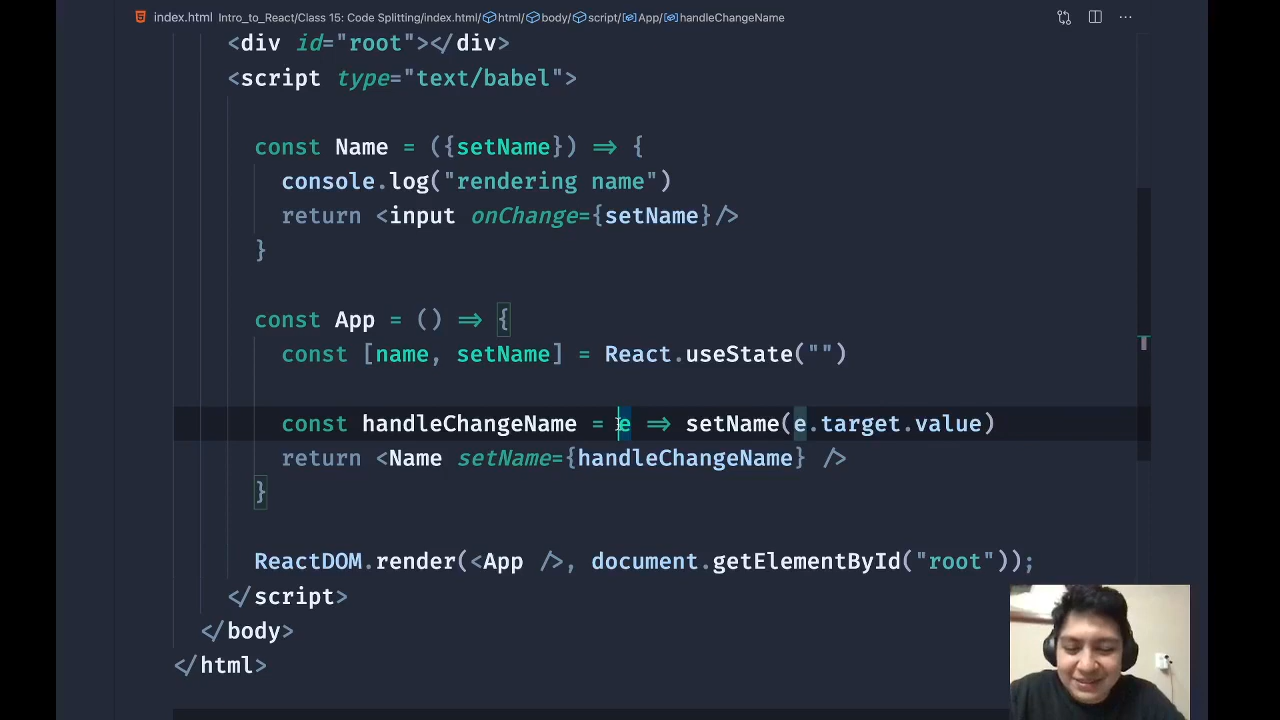 index.html Intro_to_React/Class 15: Code Splitting/index.html/html/body/script/App/handleChangeName
<div id="root"></div>
<script type="text/babel">
const Name = ({setName}) => {
console.log("rendering name")
return <input onChange={setName}/>
}
const App = () => {
const [name, setName] = React.useState("")
const handleChangeName = e => setName(e.target.value)
return <Name setName={handleChangeName} />
}
ReactDOM.render(<App />, document.getElementById("root"));
</script>
</body>
</html>